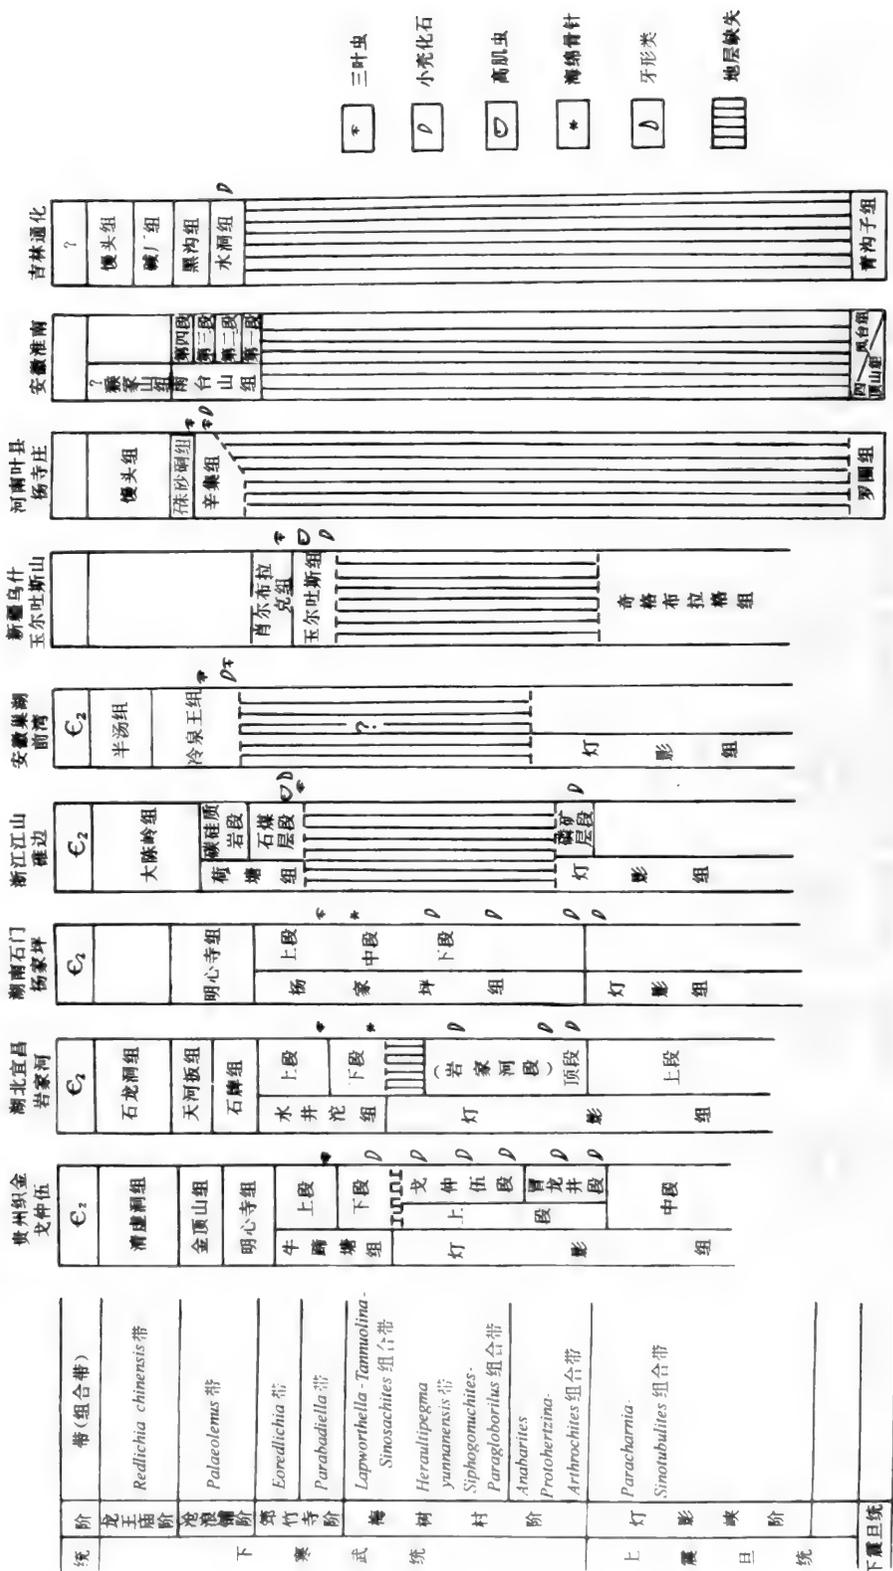 统
阶
带(组合带)
下寒武统
上震旦统
下震旦统
龙王庙阶
沧浪铺阶
筇竹寺阶
梅树村阶
灯影峡阶
Redlichia chinensis 带
Palaeolemus 带
Eoredlichia 带
Parabadiella 带
Lapworthella-Tannuolina-
Sinosachites 组合带
Heraultipegma
yunnanensis 带
Siphogonuchites-
Paragloborilus 组合带
Anabarites
Protohertzina-
Arthrochites 组合带
Paracharnia-
Sinotubulites 组合带
贵州织金
戈仲伍
Є2
清虚洞组
金顶山组
明心寺组
牛蹄塘组
上段
下段
灯影组
上段
戈仲伍段
冒龙井段
中段
湖北宜昌
岩家河
Є2
石龙洞组
天河扳组
石牌组
水井沱组
上段
下段
灯影组
(岩家河段)
顶段
上段
湖南石门
杨家坪
Є2
明心寺组
杨家坪组
上段
中段
下段
灯影组
浙江江山
碓边
Є2
大陈岭组
荷塘组
碳硅质
岩段
石煤
层段
灯影组
磷矿
层段
安徽巢湖
前湾
Є2
半汤组
冷泉王组
?
灯影组
新疆乌什
玉尔吐斯山
肖尔布拉
克组
玉尔吐斯组
奇格布拉格组
河南叶县
杨寺庄
馒头组
朱砂硐组
辛集组
罗圈组
安徽淮南
?
猴家山组
雨台山组
第四段
第三段
第二段
第一段
凤台组
四顶山组
吉林通化
?
馒头组
碱厂组
黑沟组
水洞组
青沟子组
三叶虫
小壳化石
高肌虫
海绵骨针
牙形类
地层缺失